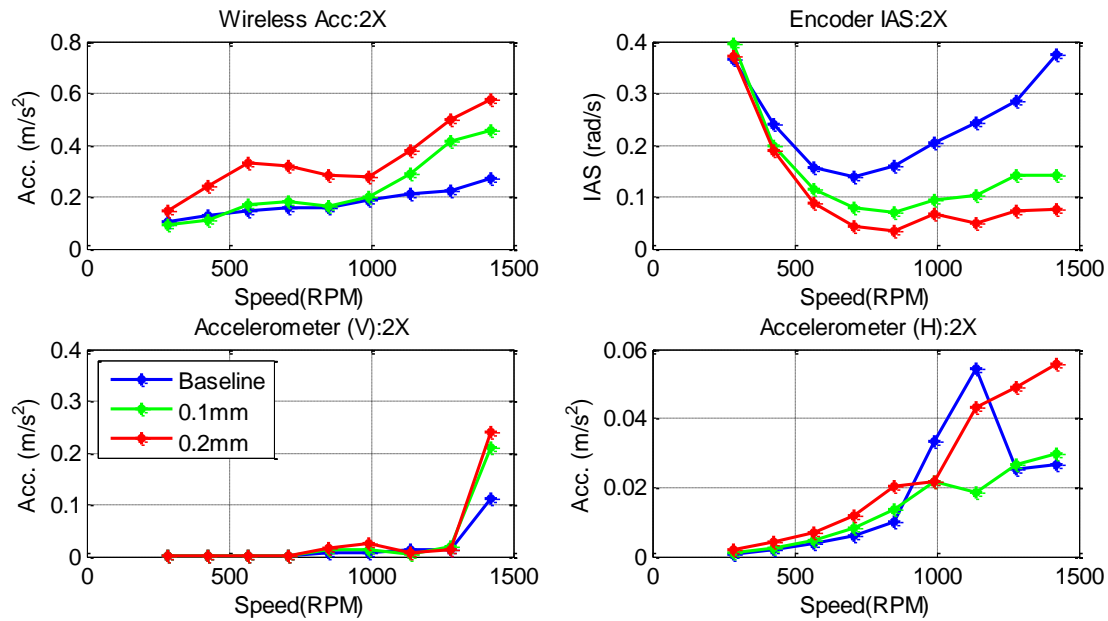 Wireless Acc:2X
0.8
0.6
0.4
0.2
0
Acc. (m/s²)
0 500 1000 1500
Speed(RPM)
Encoder IAS:2X
0.4
0.3
0.2
0.1
0
IAS (rad/s)
0 500 1000 1500
Speed(RPM)
Accelerometer (V):2X
0.4
0.3
0.2
0.1
0
Acc. (m/s²)
Baseline
0.1mm
0.2mm
0 500 1000 1500
Speed(RPM)
Accelerometer (H):2X
0.06
0.04
0.02
0
Acc. (m/s²)
0 500 1000 1500
Speed(RPM)